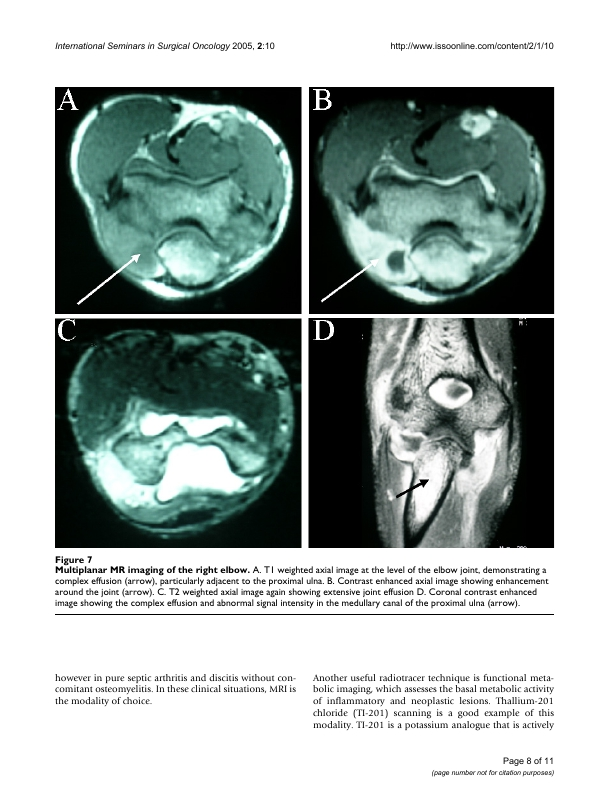 International Seminars in Surgical Oncology 2005, 2:10
http://www.issoonline.com/content/2/1/10
A
B
C
D
Figure 7
Multiplanar MR imaging of the right elbow. A. T1 weighted axial image at the level of the elbow joint, demonstrating a
complex effusion (arrow), particularly adjacent to the proximal ulna. B. Contrast enhanced axial image showing enhancement
around the joint (arrow). C. T2 weighted axial image again showing extensive joint effusion D. Coronal contrast enhanced
image showing the complex effusion and abnormal signal intensity in the medullary canal of the proximal ulna (arrow).
however in pure septic arthritis and discitis without con-
comitant osteomyelitis. In these clinical situations, MRI is
the modality of choice.
Another useful radiotracer technique is functional meta-
bolic imaging, which assesses the basal metabolic activity
of inflammatory and neoplastic lesions. Thallium-201
chloride (TI-201) scanning is a good example of this
modality. TI-201 is a potassium analogue that is actively
Page 8 of 11
(page number not for citation purposes)